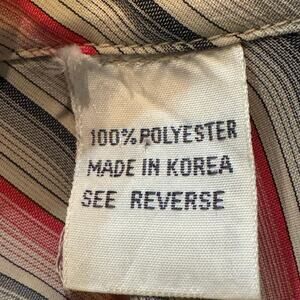 100% POLYESTER
MADE IN KOREA
SEE REVERSE